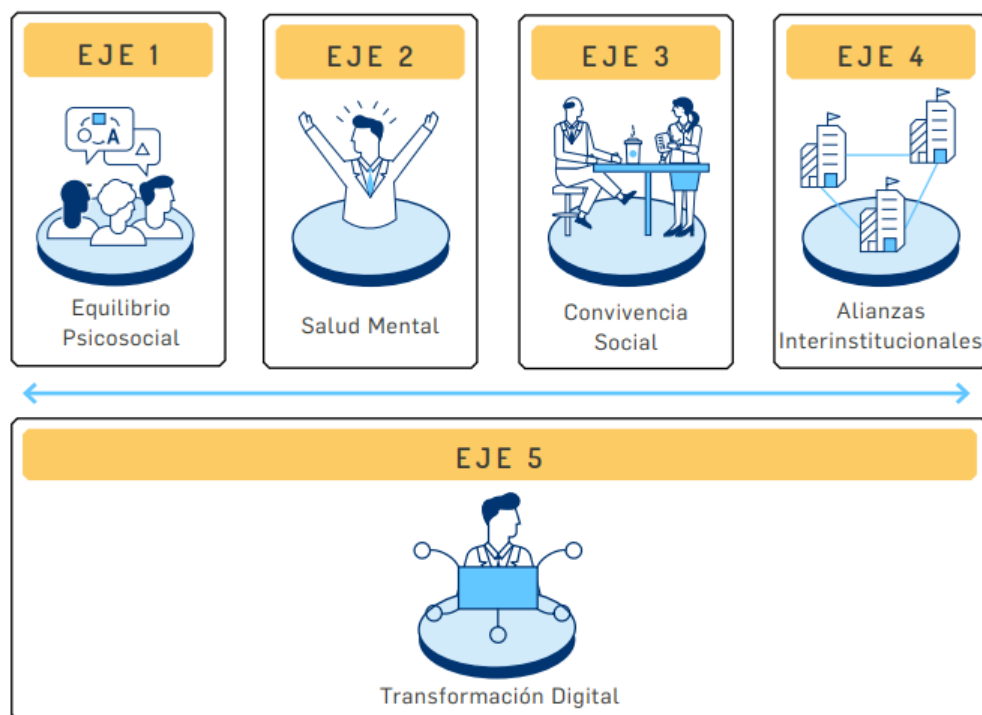 EJE 1
EJE 2
EJE 3
EJE 4
A
Equilibrio
Psicosocial
Salud Mental
Convivencia
Social
Alianzas
Interinstitucionales
EJE 5
Transformación Digital